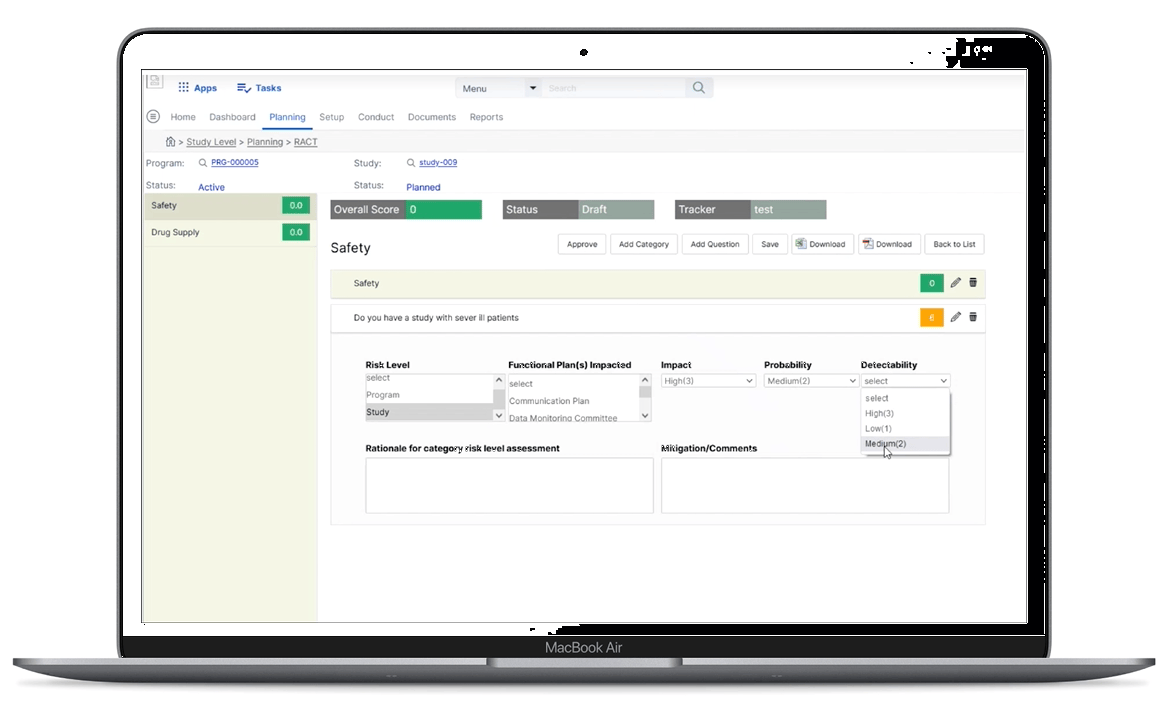 Apps Tasks Menu Search
Home Dashboard Planning Setup Conduct Documents Reports
> Study Level > Planning > RACT
Program: PRG-000005 Study: study-009
Status: Active Status: Planned
Safety 0.0
Drug Supply 0.0
Overall Score 0 Status Draft Tracker test
Safety Approve Add Category Add Question Save Download Download Back to List
Safety 0
Do you have a study with sever ill patients 6
Risk Level Functional Plan(s) Impacted Impact Probability Detectability
select select High(3) Medium(2) select
Program Communication Plan select
Study Data Monitoring Committee High(3)
Low(1)
Medium(2)
Rationale for category risk level assessment Mitigation/Comments
MacBook Air